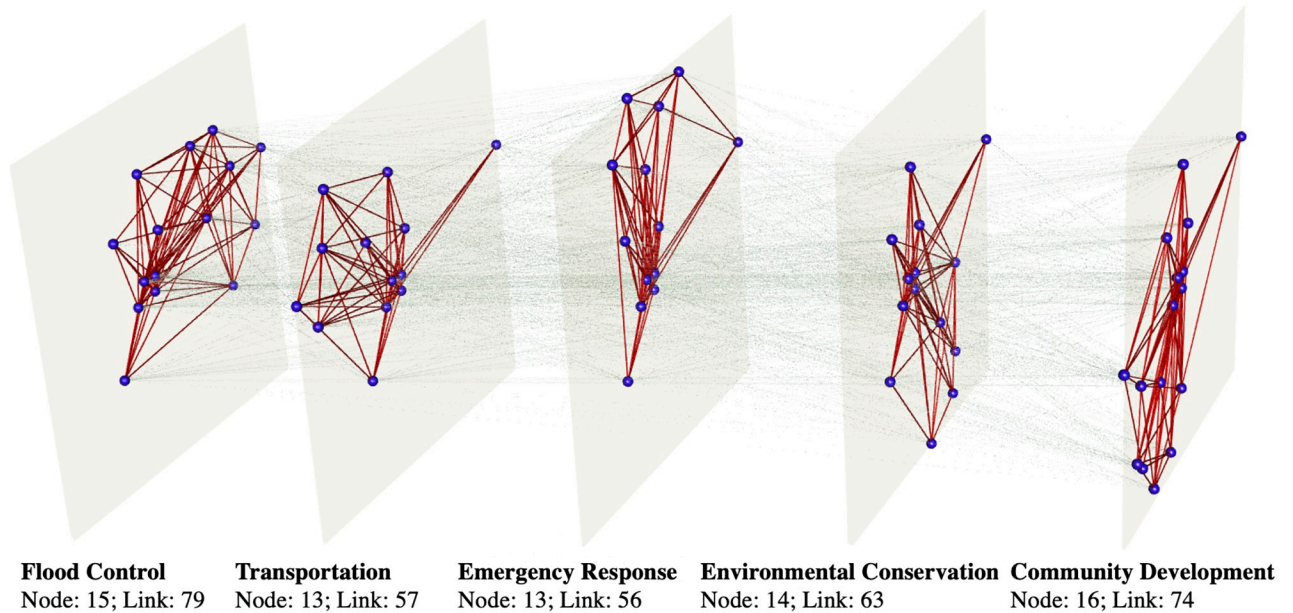 Flood Control Transportation Emergency Response Environmental Conservation Community Development
Node: 15; Link: 79 Node: 13; Link: 57 Node: 13; Link: 56 Node: 14; Link: 63 Node: 16; Link: 74